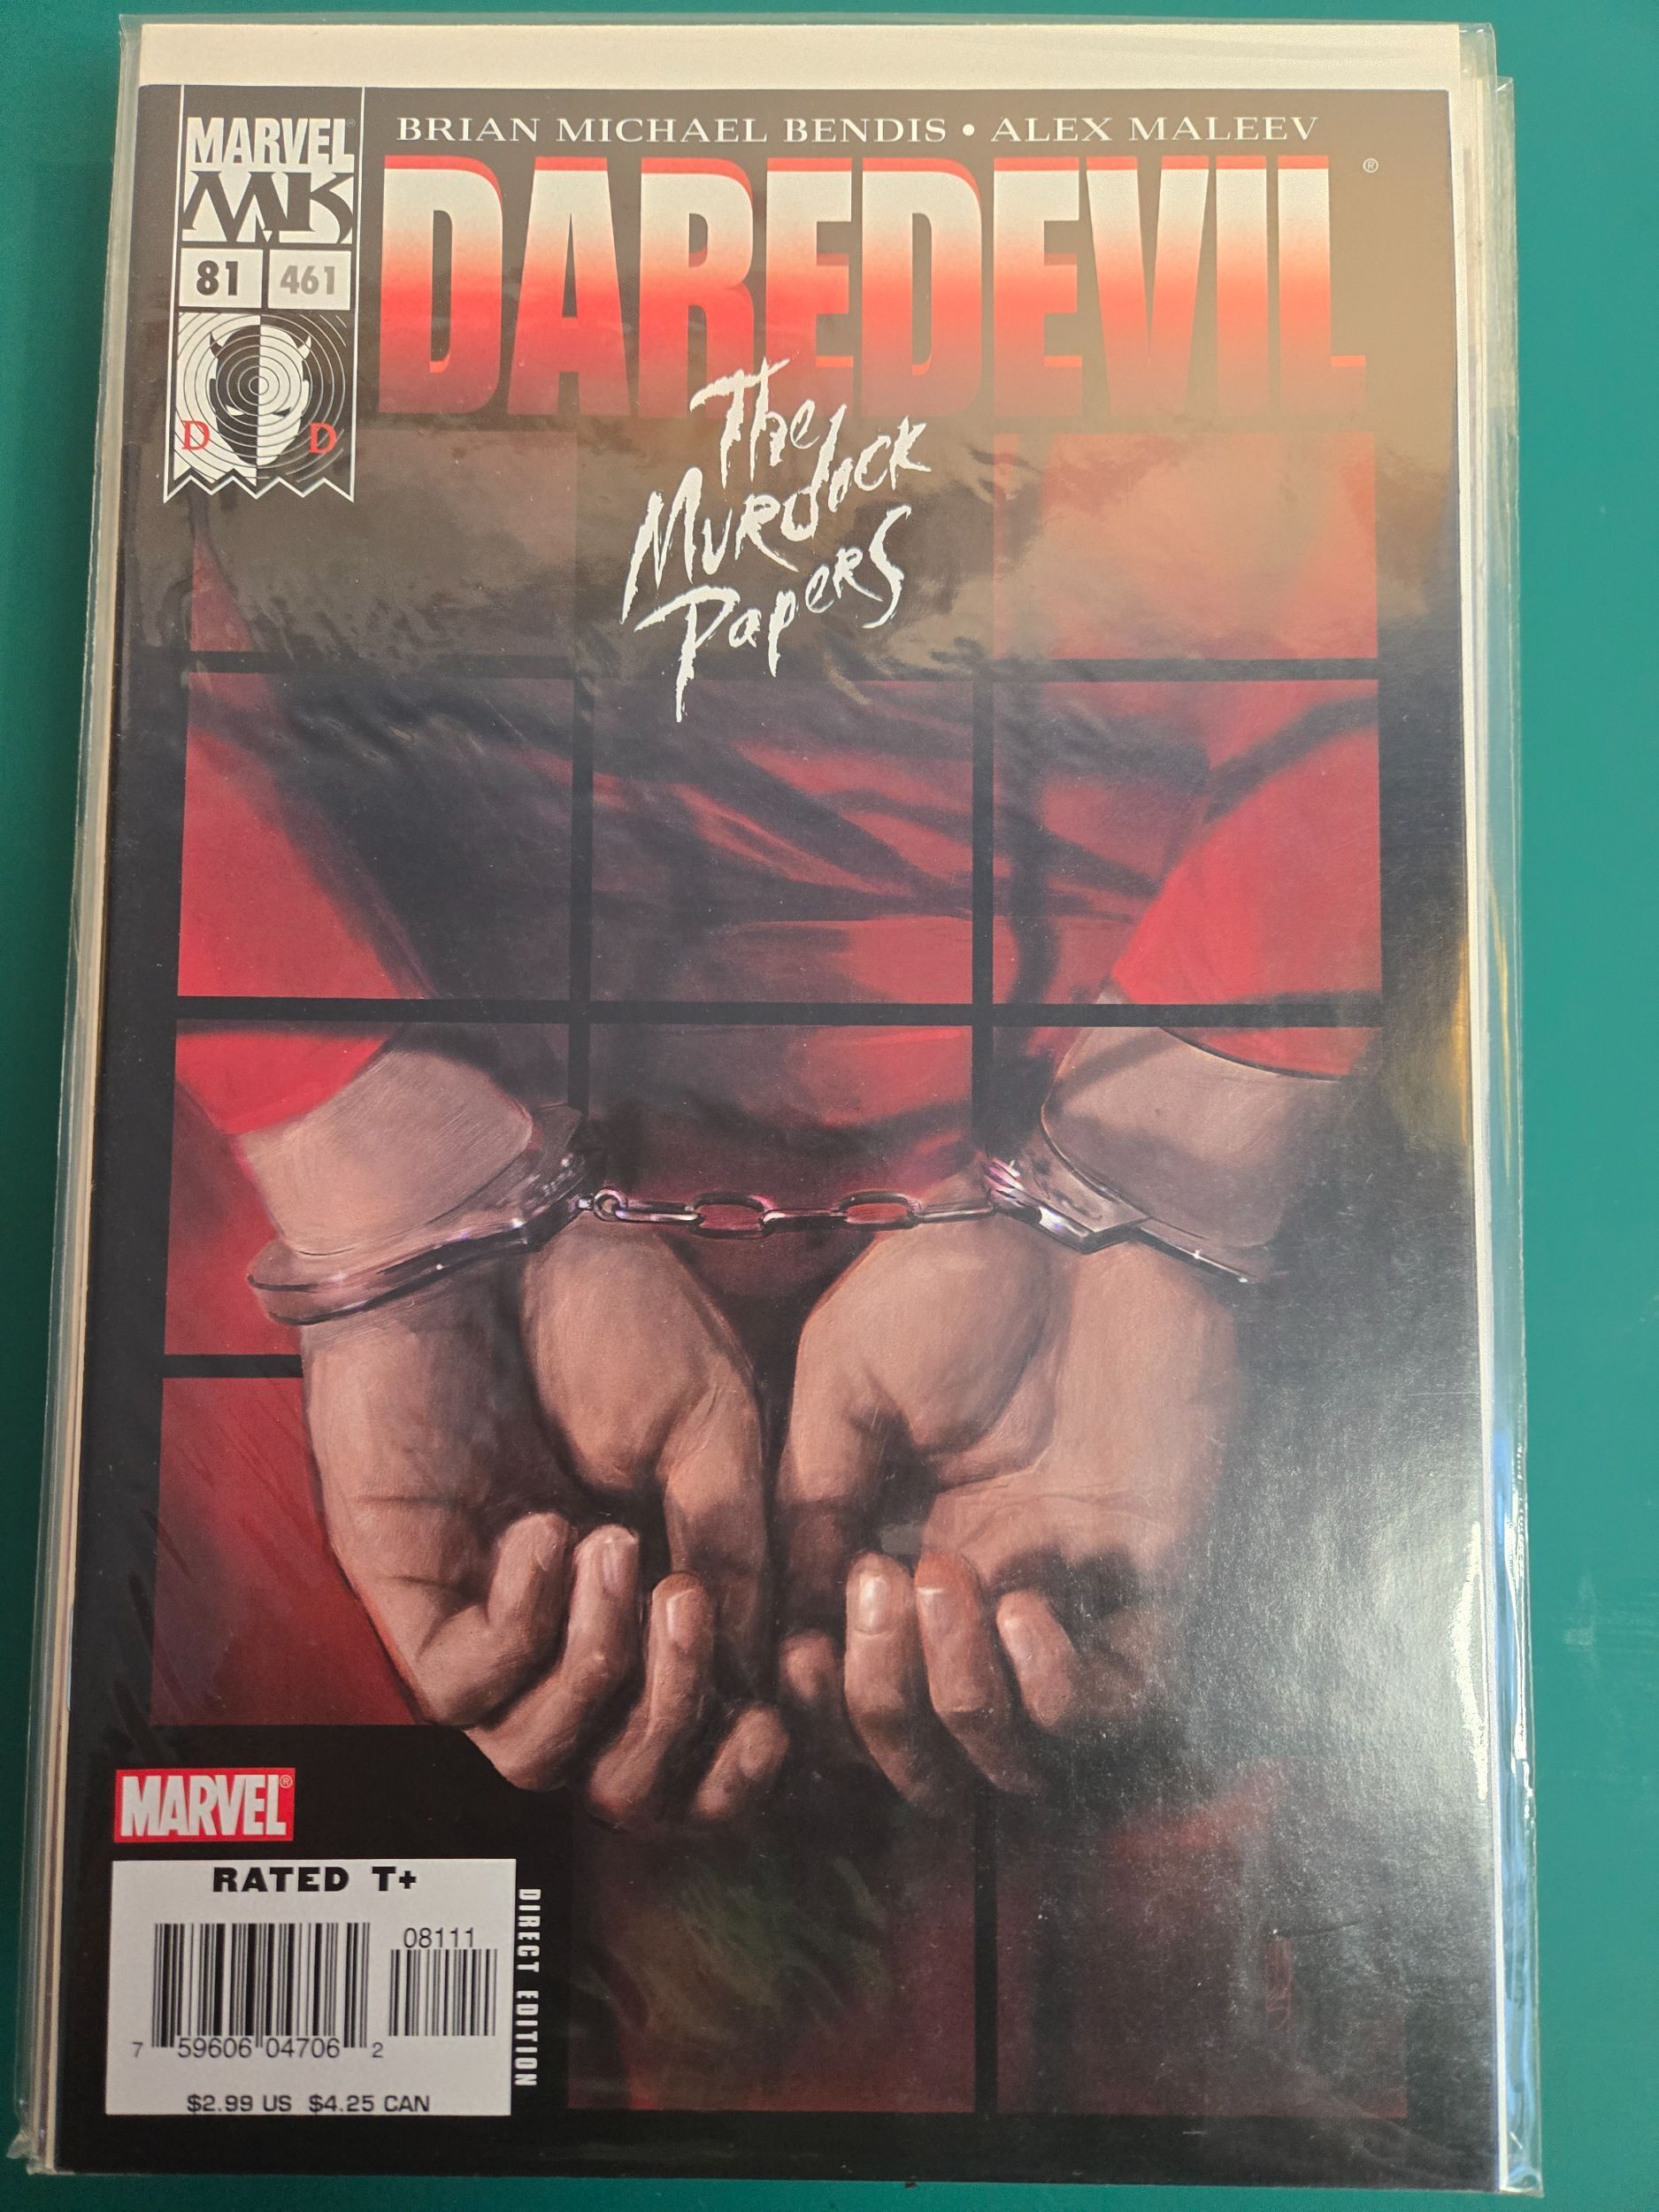 BRIAN MICHAEL BENDIS • ALEX MALEEV
MARVEL
MK
81 461
D D
DAREDEVIL ®
The
Murdock
Papers
MARVEL®
RATED T+
08111
7 59606 04706 2
$2.99 US $4.25 CAN
DIRECT EDITION